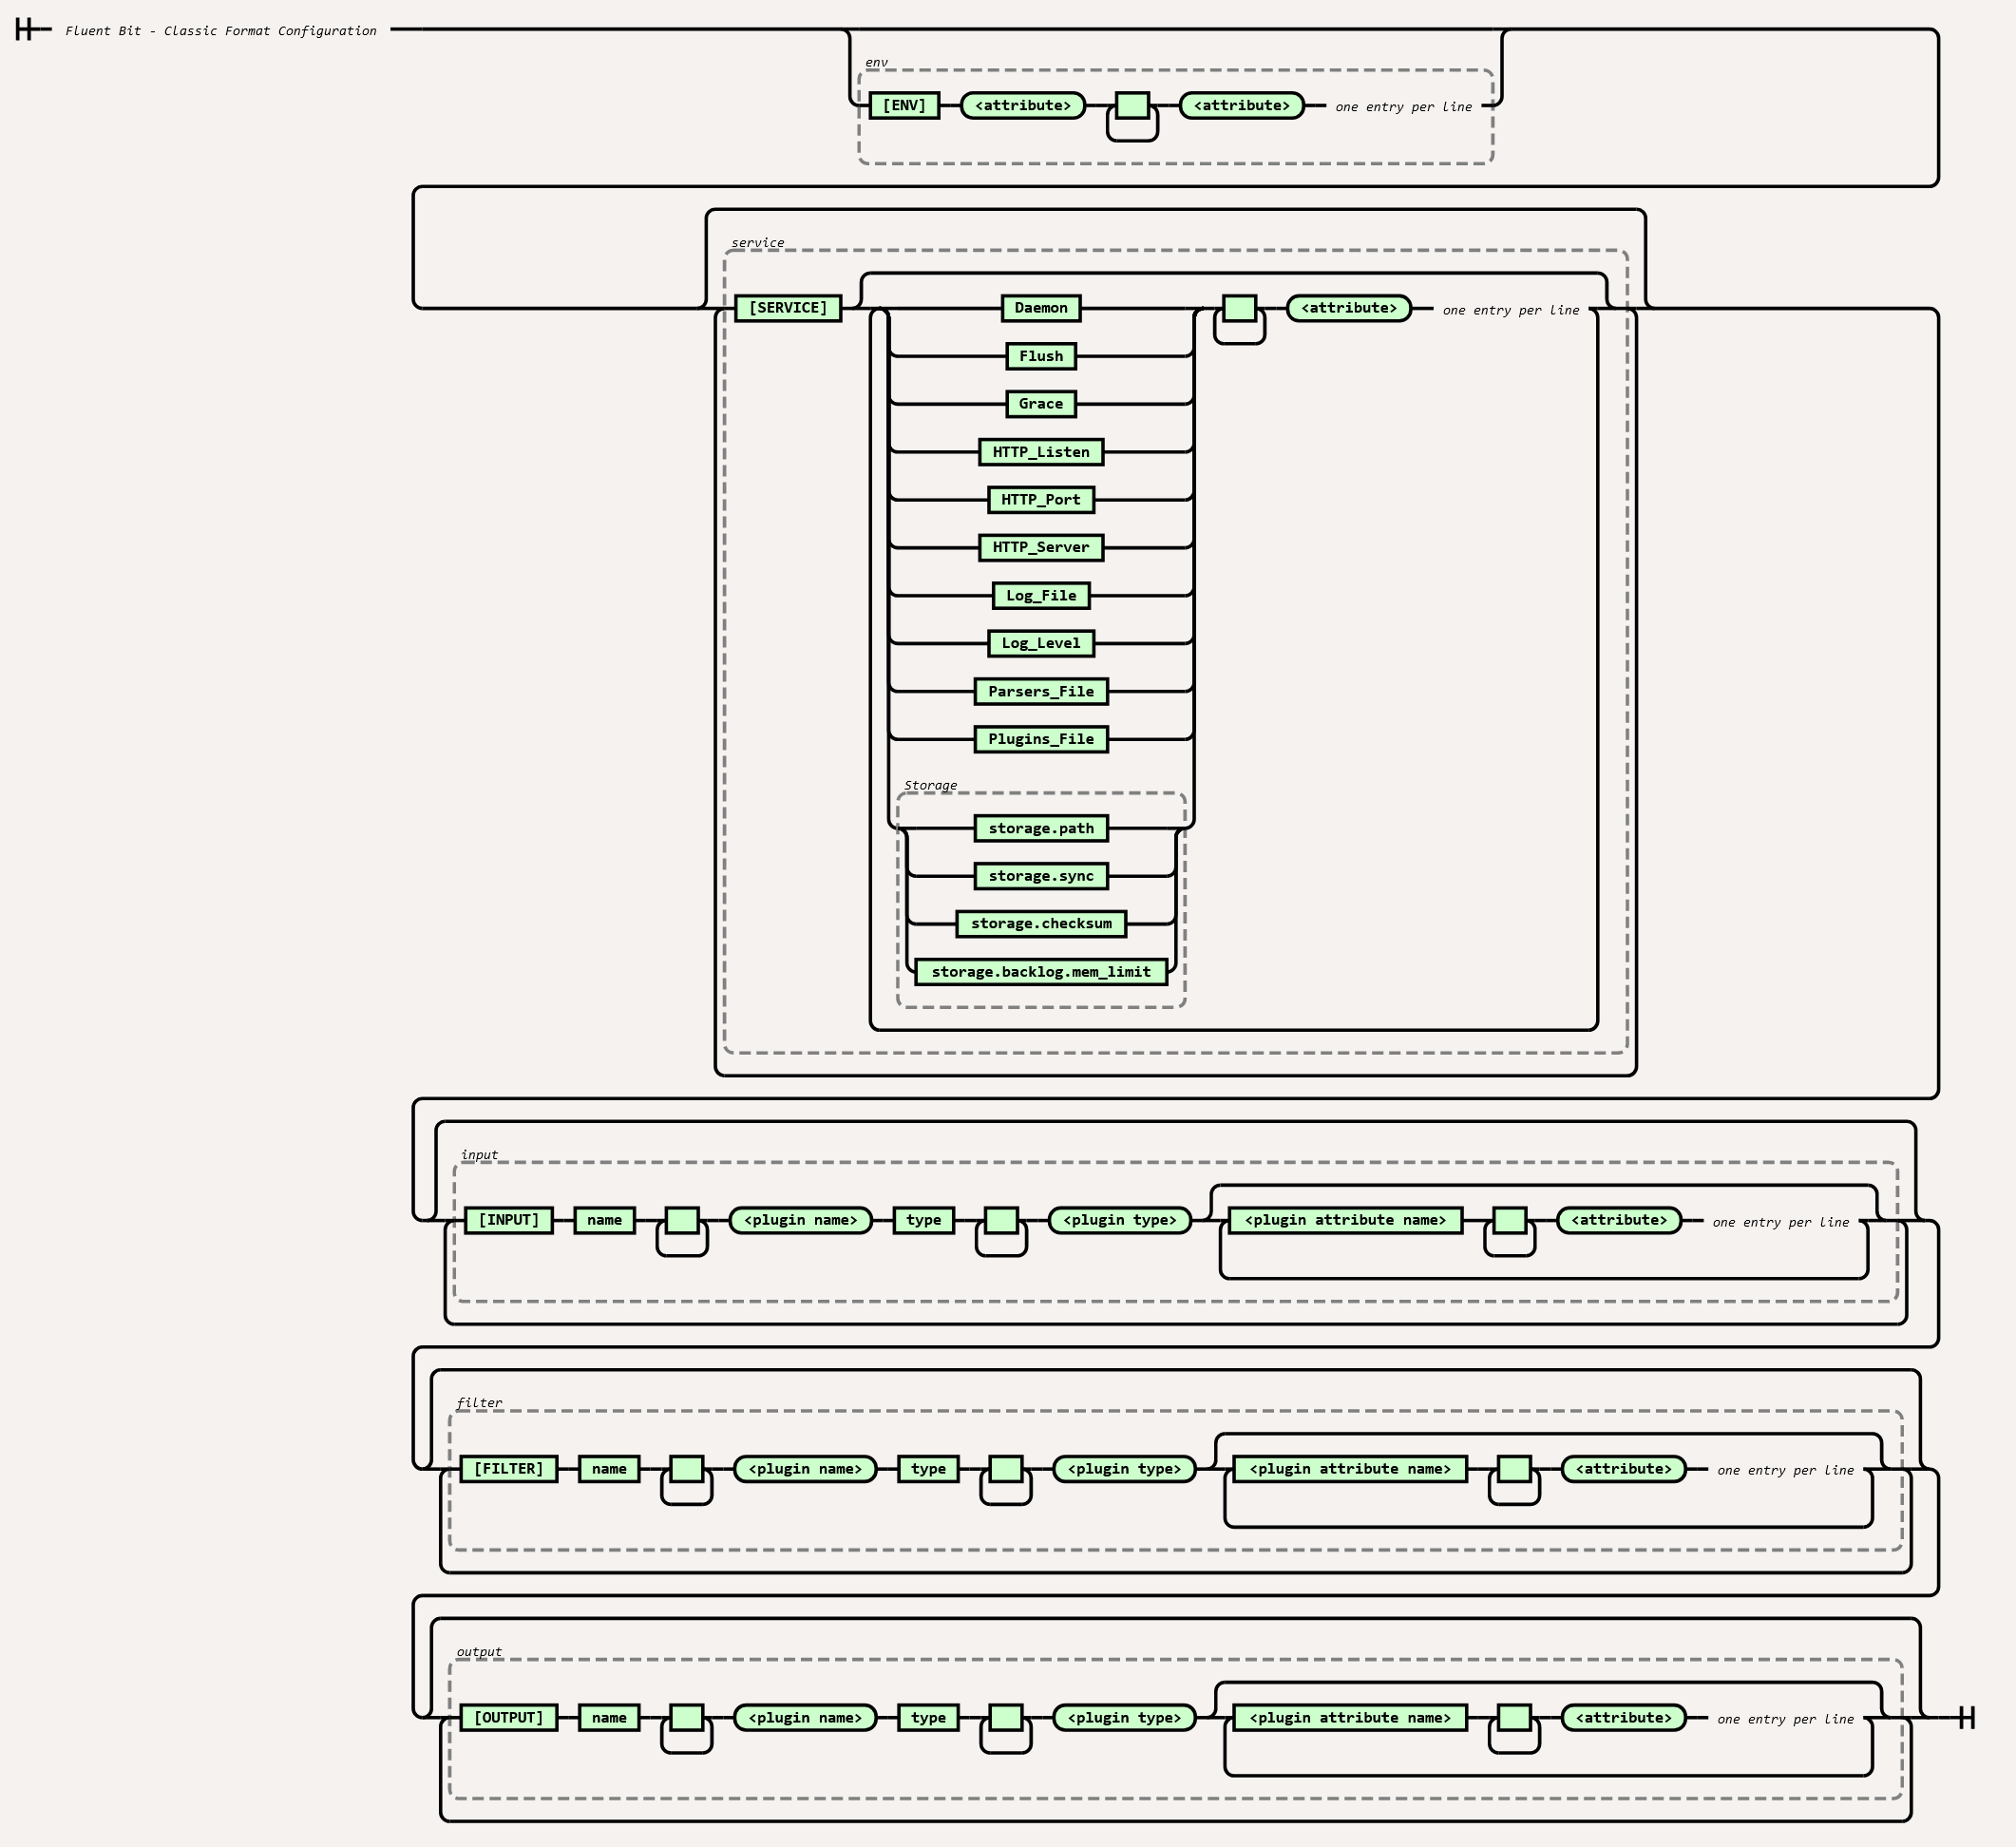 Fluent Bit - Classic Format Configuration
env
[ENV] <attribute> <attribute> one entry per line
service
[SERVICE] Daemon <attribute> one entry per line
Flush
Grace
HTTP_Listen
HTTP_Port
HTTP_Server
Log_File
Log_Level
Parsers_File
Plugins_File
Storage
storage.path
storage.sync
storage.checksum
storage.backlog.mem_limit
input
[INPUT] name <plugin name> type <plugin type> <plugin attribute name> <attribute> one entry per line
filter
[FILTER] name <plugin name> type <plugin type> <plugin attribute name> <attribute> one entry per line
output
[OUTPUT] name <plugin name> type <plugin type> <plugin attribute name> <attribute> one entry per line